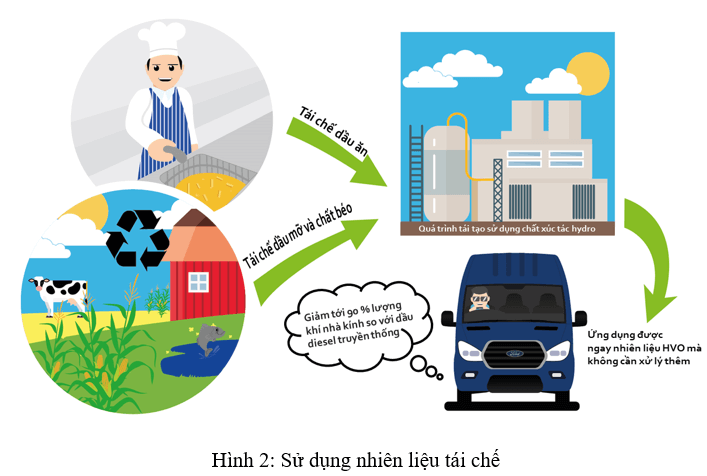 Tái chế dầu ăn
Quá trình tái tạo sử dụng chất xúc tác hydro
Tái chế dầu mỡ và chất béo
Giảm tới 90 % lượng
khi nhà kính so với dầu
diesel truyền thống
Ford
Ứng dụng được
ngay nhiên liệu HVO mà
không cần xử lý thêm
Hình 2: Sử dụng nhiên liệu tái chế